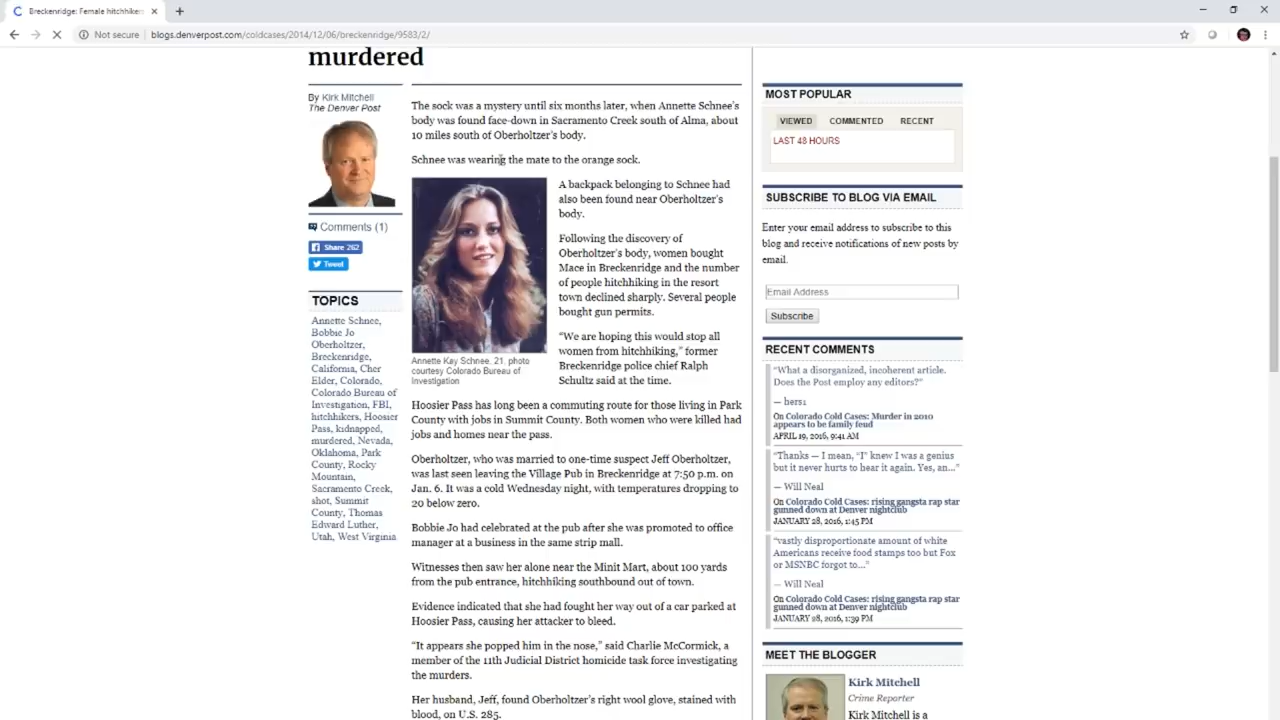 Breckenridge: Female hitchhiker
Not secure
blogs.denverpost.com/coldcases/2014/12/06/breckenridge/9583/2/
murdered
By Kirk Mitchell
The Denver Post
Comments (1)
Share 262
Tweet
TOPICS
Annette Schnee,
Bobbie Jo
Oberholtzer,
Breckenridge,
California, Cher
Elder, Colorado,
Colorado Bureau of
Investigation, FBI,
hitchhikers, Hoosier
Pass, kidnapped,
murdered, Nevada,
Oklahoma, Park
County, Rocky
Mountain,
Sacramento Creek,
shot, Summit
County, Thomas
Edward Luther,
Utah, West Virginia
The sock was a mystery until six months later, when Annette Schnee's
body was found face-down in Sacramento Creek south of Alma, about
10 miles south of Oberholtzer's body.
Schnee was wearing the mate to the orange sock.
A backpack belonging to Schnee had
also been found near Oberholtzer's
body.
Following the discovery of
Oberholtzer's body, women bought
Mace in Breckenridge and the number
of people hitchhiking in the resort
town declined sharply. Several people
bought gun permits.
"We are hoping this would stop all
women from hitchhiking," former
Breckenridge police chief Ralph
Schultz said at the time.
Annette Kay Schnee, 21, photo
courtesy Colorado Bureau of
Investigation
Hoosier Pass has long been a commuting route for those living in Park
County with jobs in Summit County. Both women who were killed had
jobs and homes near the pass.
Oberholtzer, who was married to one-time suspect Jeff Oberholtzer,
was last seen leaving the Village Pub in Breckenridge at 7:50 p.m. on
Jan. 6. It was a cold Wednesday night, with temperatures dropping to
20 below zero.
Bobbie Jo had celebrated at the pub after she was promoted to office
manager at a business in the same strip mall.
Witnesses then saw her alone near the Minit Mart, about 100 yards
from the pub entrance, hitchhiking southbound out of town.
Evidence indicated that she had fought her way out of a car parked at
Hoosier Pass, causing her attacker to bleed.
"It appears she popped him in the nose," said Charlie McCormick, a
member of the 11th Judicial District homicide task force investigating
the murders.
Her husband, Jeff, found Oberholtzer's right wool glove, stained with
blood, on U.S. 285.
MOST POPULAR
VIEWED COMMENTED RECENT
LAST 48 HOURS
SUBSCRIBE TO BLOG VIA EMAIL
Enter your email address to subscribe to this
blog and receive notifications of new posts by
email.
Email Address
Subscribe
RECENT COMMENTS
"What a disorganized, incoherent article.
Does the Post employ any editors?"
— hers1
On Colorado Cold Cases: Murder in 2010
appears to be family feud
APRIL 19, 2016, 9:41 AM
"Thanks — I mean, "I" knew I was a genius
but it never hurts to hear it again. Yes, an..."
— Will Neal
On Colorado Cold Cases: rising gangsta rap star
gunned down at Denver nightclub
JANUARY 28, 2016, 1:45 PM
"vastly disproportionate amount of white
Americans receive food stamps too but Fox
or MSNBC forgot to..."
— Will Neal
On Colorado Cold Cases: rising gangsta rap star
gunned down at Denver nightclub
JANUARY 28, 2016, 1:39 PM
MEET THE BLOGGER
Kirk Mitchell
Crime Reporter
Kirk Mitchell is a